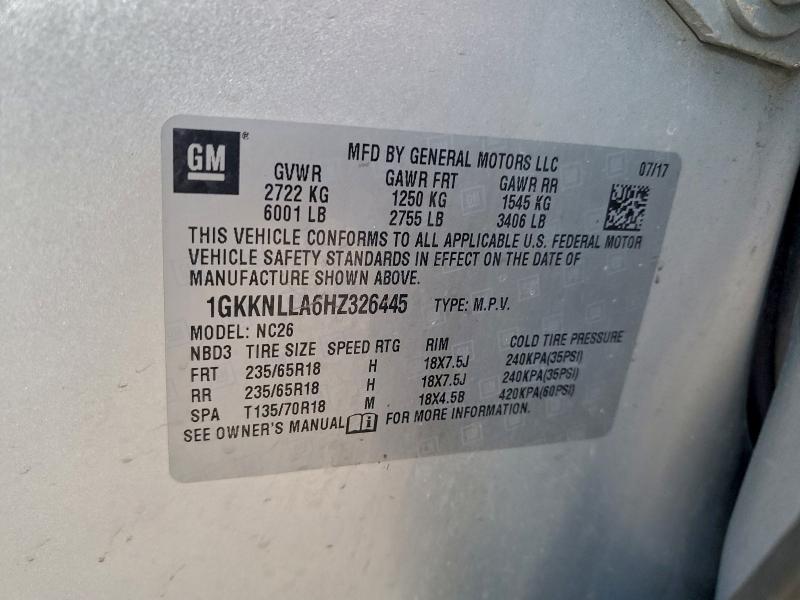 GM®
MFD BY GENERAL MOTORS LLC 07/17
GVWR GAWR FRT GAWR RR
2722 KG 1250 KG 1545 KG
6001 LB 2755 LB 3406 LB
THIS VEHICLE CONFORMS TO ALL APPLICABLE U.S. FEDERAL MOTOR
VEHICLE SAFETY STANDARDS IN EFFECT ON THE DATE OF
MANUFACTURE SHOWN ABOVE.
1GKKNLLA6HZ326445 TYPE: M.P.V.
MODEL: NC26
NBD3 TIRE SIZE SPEED RTG RIM COLD TIRE PRESSURE
FRT 235/65R18 H 18X7.5J 240KPA(35PSI)
RR 235/65R18 H 18X7.5J 240KPA(35PSI)
SPA T135/70R18 M 18X4.5B 420KPA(60PSI)
SEE OWNER'S MANUAL i FOR MORE INFORMATION.